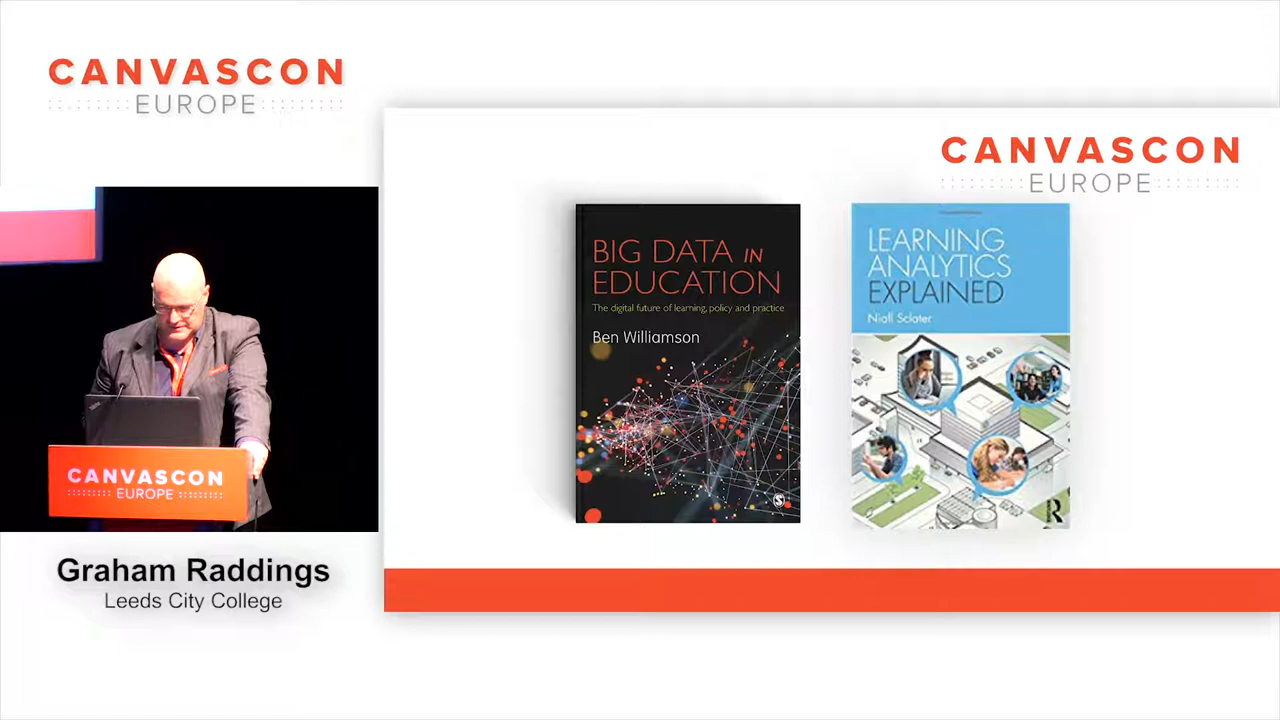 CANVASCON
EUROPE
CANVASCON
EUROPE
Graham Raddings
Leeds City College
CANVASCON
EUROPE
BIG DATA IN
EDUCATION
The digital future of learning, policy and practice
Ben Williamson
S
LEARNING
ANALYTICS
EXPLAINED
Niall Sclater
R